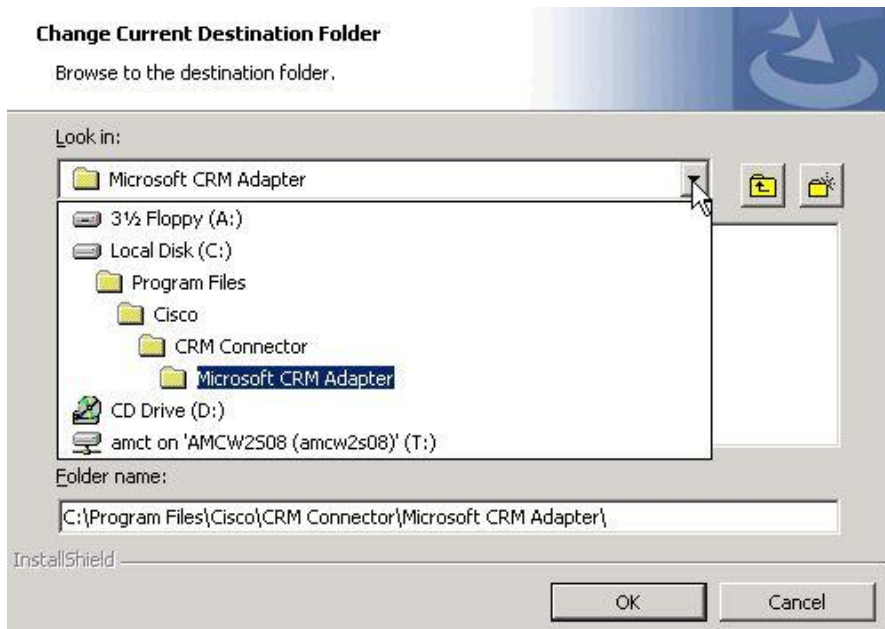 Change Current Destination Folder
Browse to the destination folder.
Look in:
Microsoft CRM Adapter
3½ Floppy (A:)
Local Disk (C:)
Program Files
Cisco
CRM Connector
Microsoft CRM Adapter
CD Drive (D:)
amct on 'AMCW2S08 (amcw2s08)' (T:)
Folder name:
C:\Program Files\Cisco\CRM Connector\Microsoft CRM Adapter\
InstallShield
OK Cancel